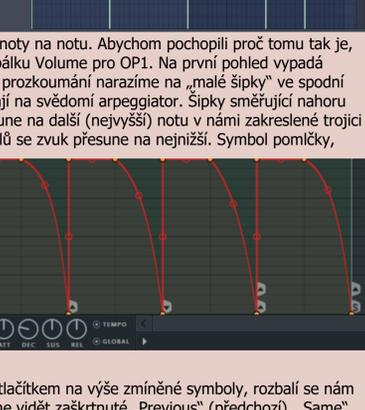 noty na notu. Abychom pochopili proč tomu tak je,
bálku Volume pro OP1. Na první pohled vypadá
prozkoumání narazíme na „malé šipky“ ve spodní
jí na svědomí arpeggiator. Šipky směřující nahoru
une na další (nejvyšší) notu v námi zakreslené trojici
lů se zvuk přesune na nejnižší. Symbol pomlčky,
ATT DEC SUS REL
TEMPO
GLOBAL
tlačítkem na výše zmíněné symboly, rozbalí se nám
me vidět zaškrtnuté „Previous“ (předchozí), „Same“